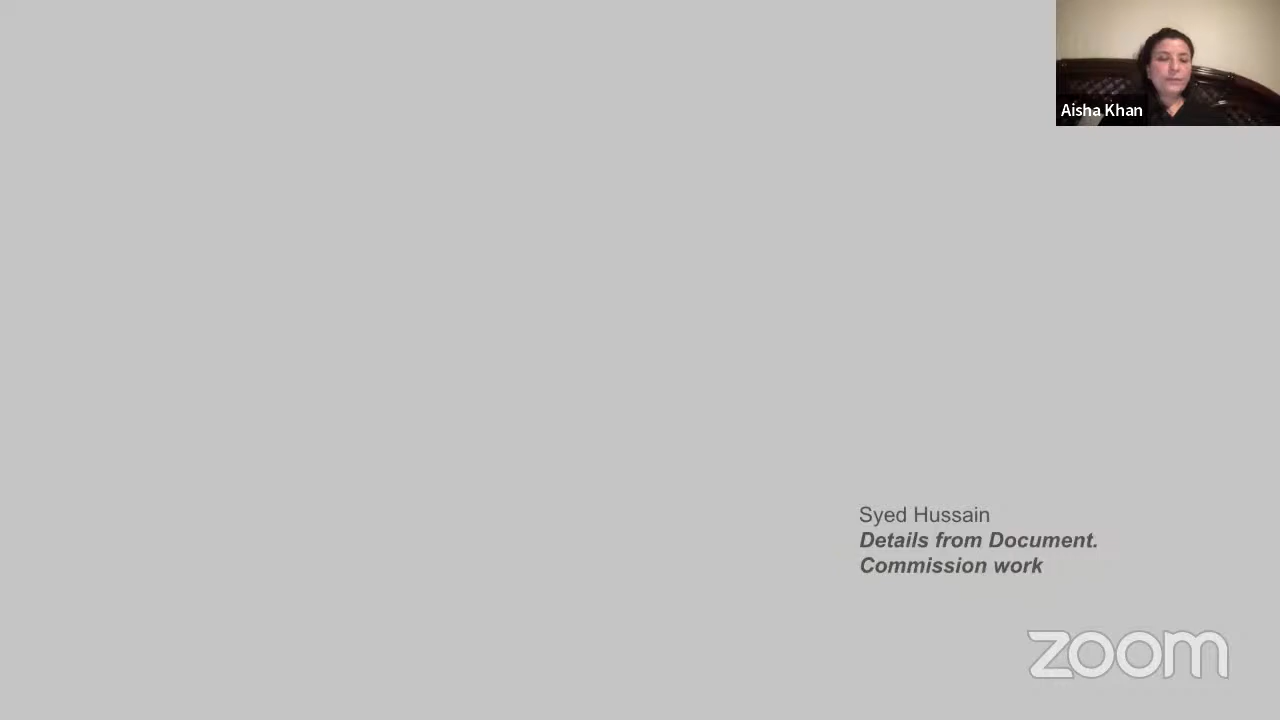 Aisha Khan
Syed Hussain
Details from Document.
Commission work
zoom